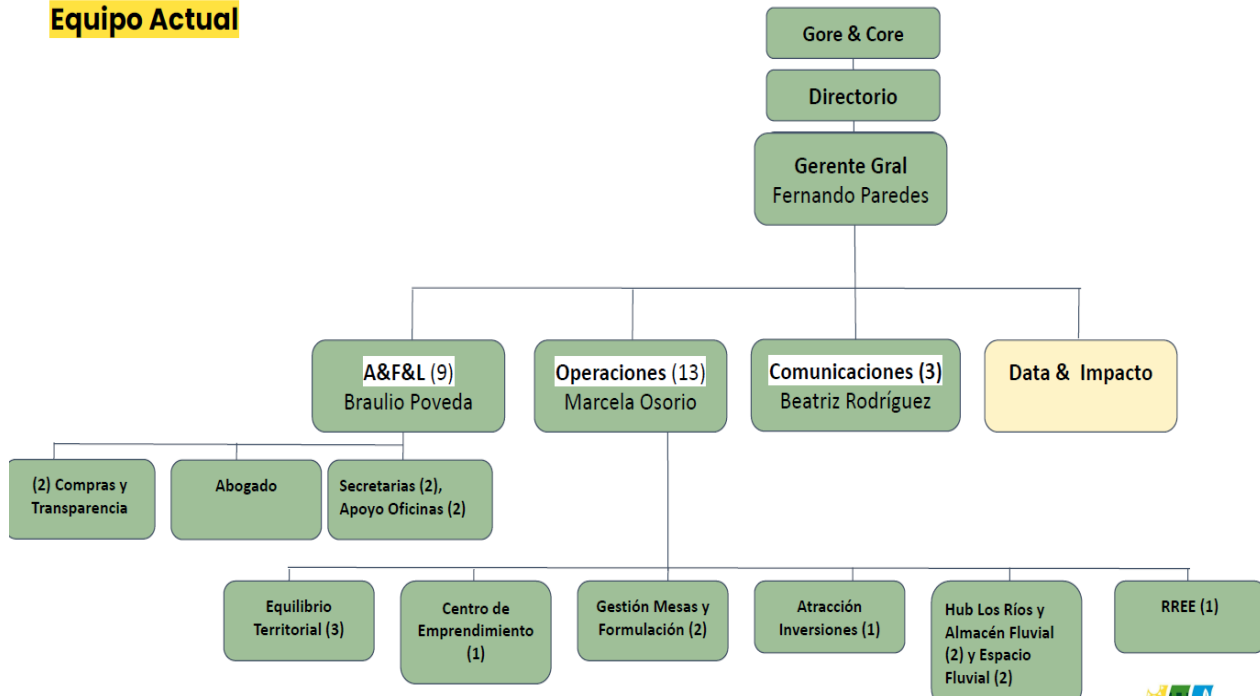 Equipo Actual
Gore & Core
Directorio
Gerente Gral
Fernando Paredes
A&F&L (9)
Braulio Poveda
Operaciones (13)
Marcela Osorio
Comunicaciones (3)
Beatriz Rodríguez
Data & Impacto
(2) Compras y
Transparencia
Abogado
Secretarias (2),
Apoyo Oficinas (2)
Equilibrio
Territorial (3)
Centro de
Emprendimiento
(1)
Gestión Mesas y
Formulación (2)
Atracción
Inversiones (1)
Hub Los Ríos y
Almacén Fluvial
(2) y Espacio
Fluvial (2)
RREE (1)